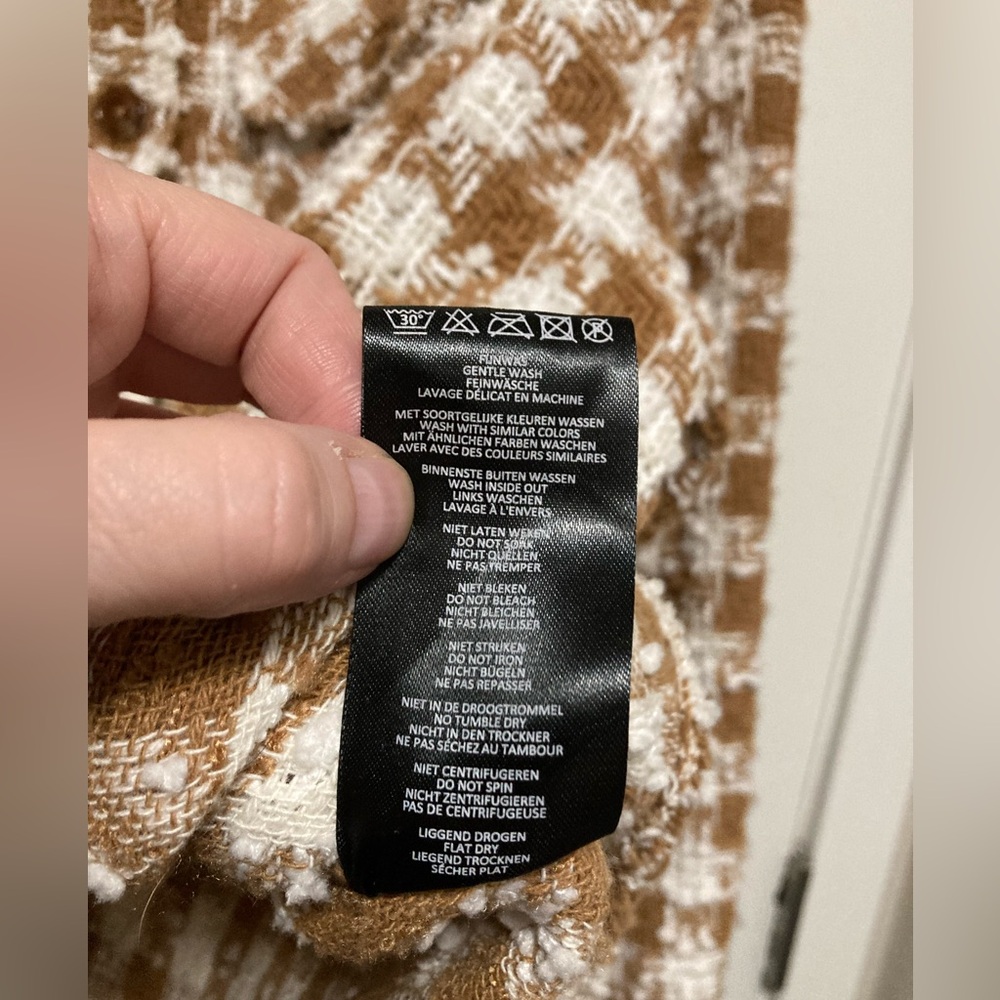 30°
P
FIJNWAS
GENTLE WASH
FEINWÄSCHE
LAVAGE DÉLICAT EN MACHINE
MET SOORTGELIJKE KLEUREN WASSEN
WASH WITH SIMILAR COLORS
MIT ÄHNLICHEN FARBEN WASCHEN
LAVER AVEC DES COULEURS SIMILAIRES
BINNENSTE BUITEN WASSEN
WASH INSIDE OUT
LINKS WASCHEN
LAVAGE À L'ENVERS
NIET LATEN WEKEN
DO NOT SOAK
NICHT QUELLEN
NE PAS TREMPER
NIET BLEKEN
DO NOT BLEACH
NICHT BLEICHEN
NE PAS JAVELLISER
NIET STRIJKEN
DO NOT IRON
NICHT BÜGELN
NE PAS REPASSER
NIET IN DE DROOGTROMMEL
NO TUMBLE DRY
NICHT IN DEN TROCKNER
NE PAS SÉCHEZ AU TAMBOUR
NIET CENTRIFUGEREN
DO NOT SPIN
NICHT ZENTRIFUGIEREN
PAS DE CENTRIFUGEUSE
LIGGEND DROGEN
FLAT DRY
LIEGEND TROCKNEN
SÉCHER PLAT